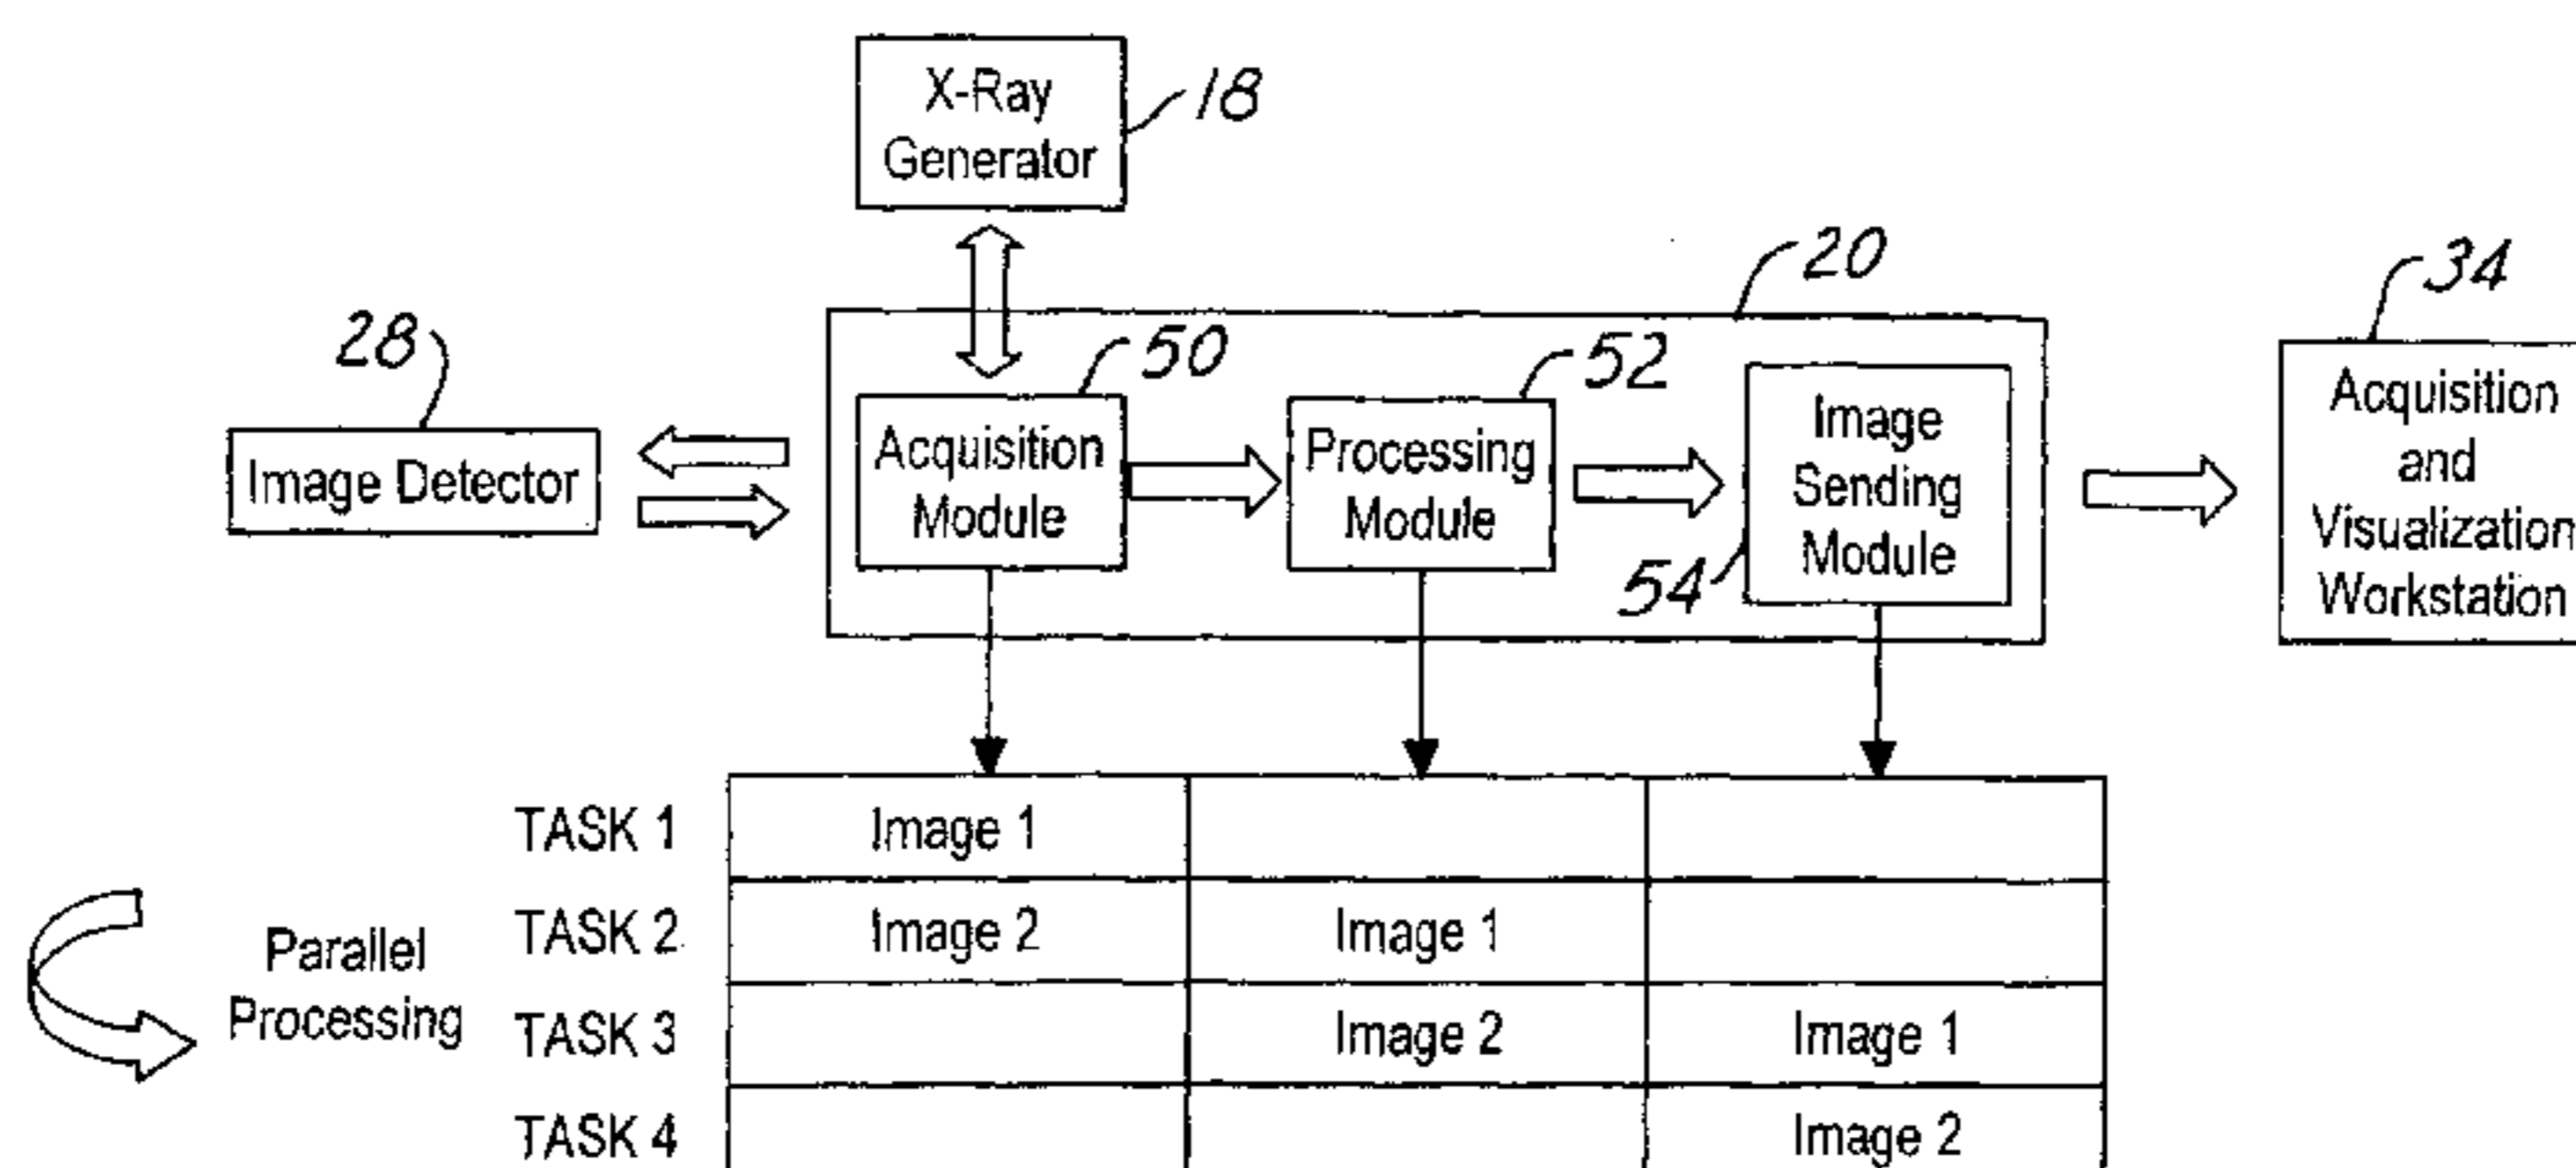 X-Ray
Generator
18
20
34
28
50
52
Image Detector
Acquisition
Module
Processing
Module
Image
Sending
Module
54
Acquisition
and
Visualization
Workstation
TASK 1 Image 1
TASK 2 Image 2 Image 1
TASK 3 Image 2 Image 1
TASK 4 Image 2
Parallel
Processing